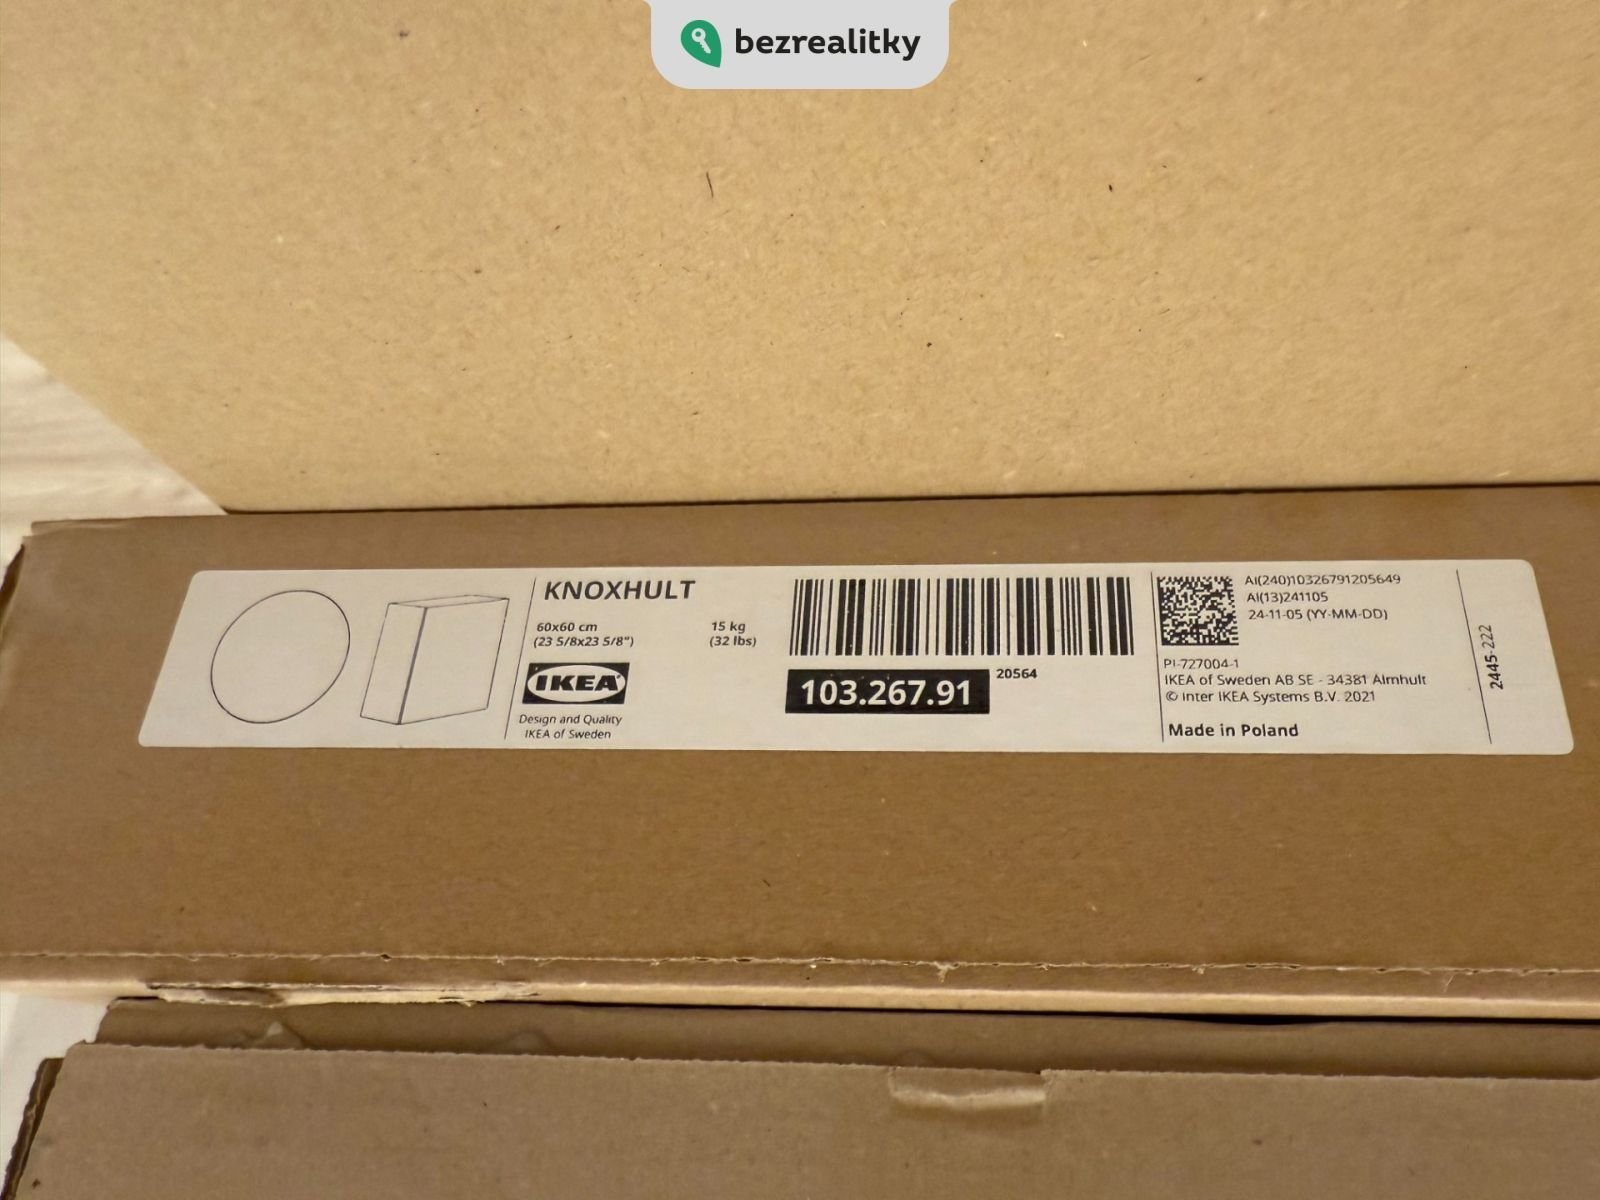 bezrealitky
KNOXHULT
60x60 cm
(23 5/8x23 5/8")
15 kg
(32 lbs)
IKEA
Design and Quality
IKEA of Sweden
103.267.91
20564
AI(240)10326791205649
AI(13)241105
24-11-05 (YY-MM-DD)
PI-727004-1
IKEA of Sweden AB SE - 34381 Älmhult
© Inter IKEA Systems B.V. 2021
Made in Poland
2445-222